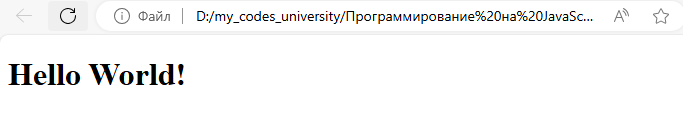 Файл D:/my_codes_university/Программирование%20на%20JavaSc...
Hello World!